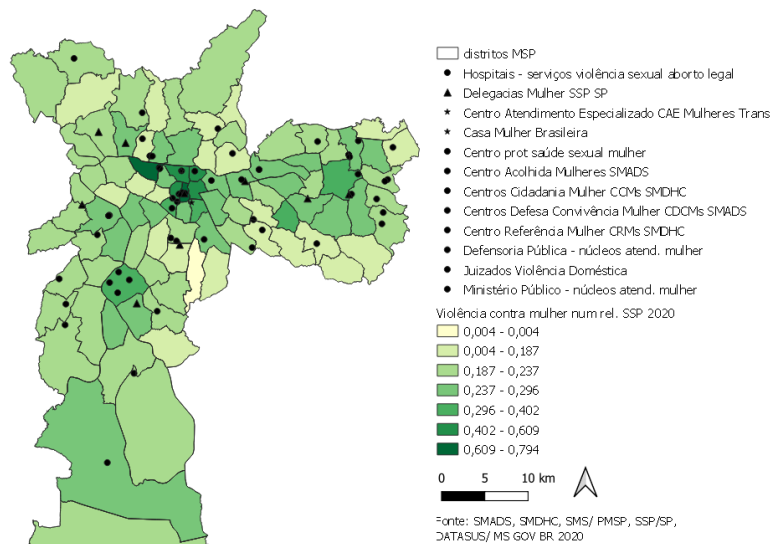 distritos MSP
Hospitais - serviços violência sexual aborto legal
Delegacias Mulher SSP SP
Centro Atendimento Especializado CAE Mulheres Trans
Casa Mulher Brasileira
Centro prot saúde sexual mulher
Centro Acolhida Mulheres SMADS
Centros Cidadania Mulher CCMs SMDHC
Centros Defesa Convivência Mulher CDCMs SMADS
Centro Referência Mulher CRMs SMDHC
Defensoria Pública - núcleos atend. mulher
Juizados Violência Doméstica
Ministério Público - núcleos atend. mulher
Violência contra mulher num rel. SSP 2020
0,004 - 0,004
0,004 - 0,187
0,187 - 0,237
0,237 - 0,296
0,296 - 0,402
0,402 - 0,609
0,609 - 0,794
0 5 10 km
Fonte: SMADS, SMDHC, SMS/ PMSP, SSP/SP,
DATASUS/ MS GOV BR 2020